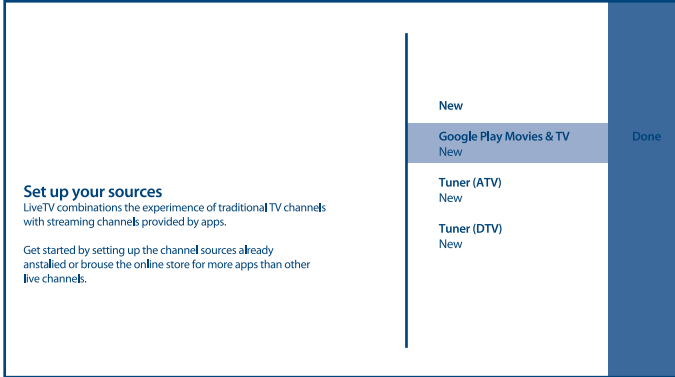 Set up your sources
LiveTV combinations the experimence of traditional TV channels
with streaming channels provided by apps.
Get started by setting up the channel sources already
anstalied or brouse the online store for more apps than other
live channels.
New
Google Play Movies & TV
New
Tuner (ATV)
New
Tuner (DTV)
New
Done